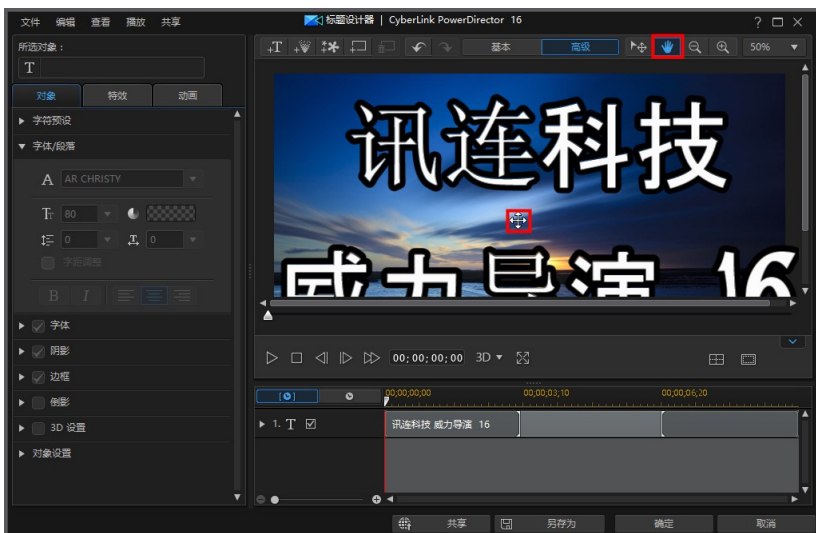 文件 编辑 查看 播放 共享 标题设计器 | CyberLink PowerDirector 16
所选对象：
T
+T 基本 高级 50%
对象 特效 动画
字符预设
字体/段落
A AR CHRISTY
80
0 0
字距调整
B I
字体
阴影
边框
倒影
3D 设置
对象设置
讯连科技
威力导演 16
00;00;00;00 3D
00;00;00;00 00;00;03;10 00;00;06;20
1. T 讯连科技 威力导演 16
共享 另存为 确定 取消